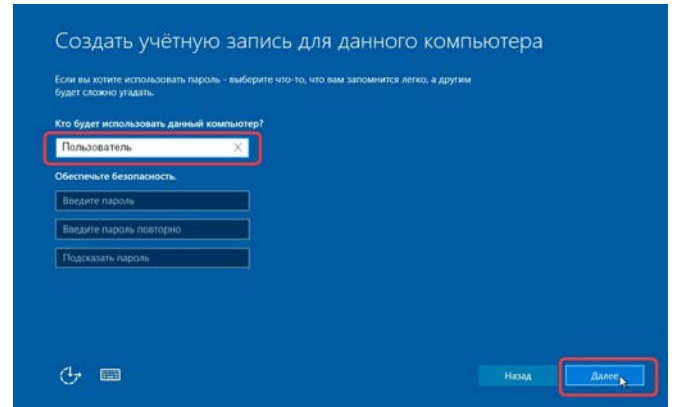 Создать учётную запись для данного компьютера
Если вы хотите использовать пароль - выберите что-то, что вам запомнится легко, а другим
будет сложно угадать.
Кто будет использовать данный компьютер?
Пользователь
Обеспечьте безопасность.
Введите пароль
Введите пароль повторно
Подсказать пароль
Назад
Далее